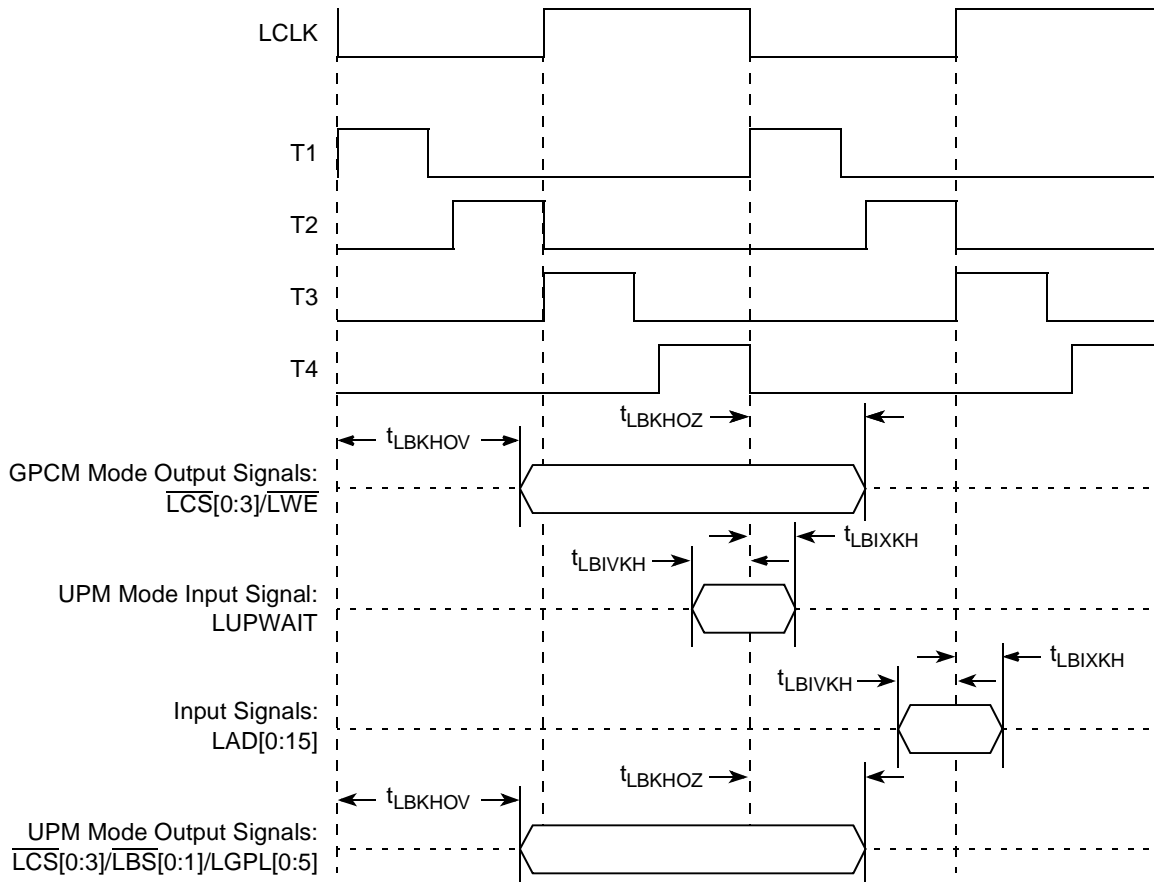 LCLK
T1
T2
T3
T4
tLBKHOZ
tLBKHOV
GPCM Mode Output Signals:
LCS[0:3]/LWE
tLBIXKH
tLBIVKH
UPM Mode Input Signal:
LUPWAIT
tLBIXKH
tLBIVKH
Input Signals:
LAD[0:15]
tLBKHOZ
tLBKHOV
UPM Mode Output Signals:
LCS[0:3]/LBS[0:1]/LGPL[0:5]